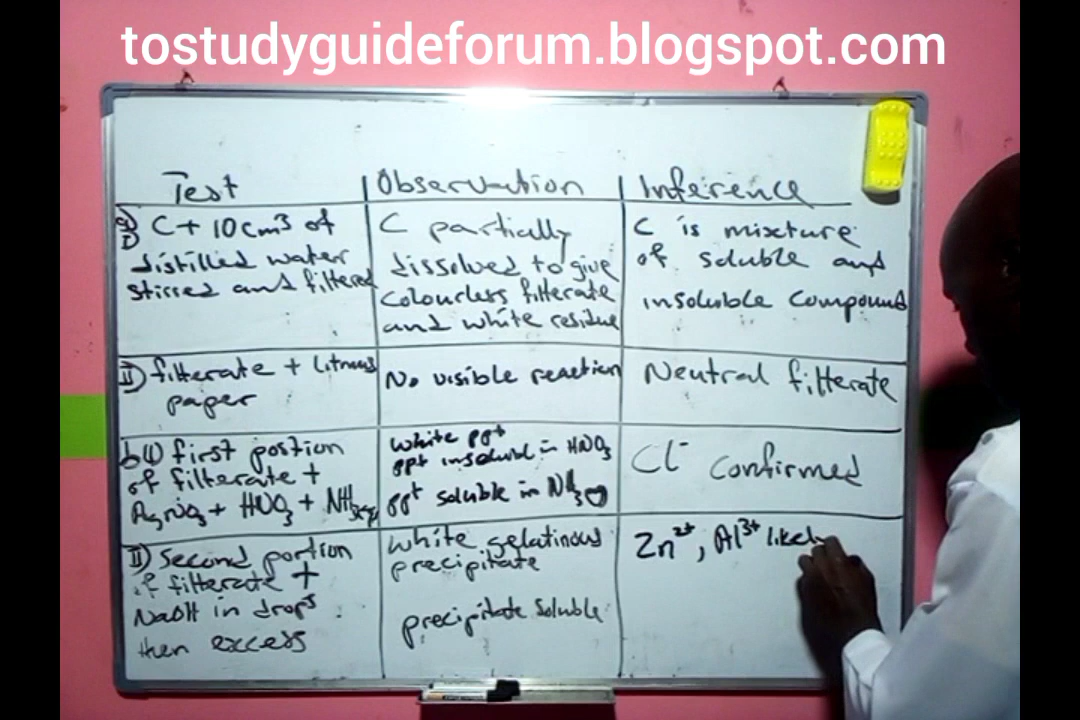 tostudyguideforum.blogspot.com
Test
Observation
Inference
a)
I) C + 10cm³ of
distilled water
stirred and filtered
C partially
dissolved to give
colourless filterate
and white residue
C is mixture
of soluble and
insoluble compound
II) filterate + litmus
paper
No visible reaction
Neutral filterate
b(i) first postion
of filterate +
AgNO₃ + HNO₃ + NH₃
white ppt
ppt insoluble in HNO₃
ppt soluble in NH₃
Cl⁻ confirmed
II) Second portion
of filterate +
NaOH in drops
then excess
white gelatinous
precipitate
precipitate soluble
Zn²⁺, Al³⁺ likely